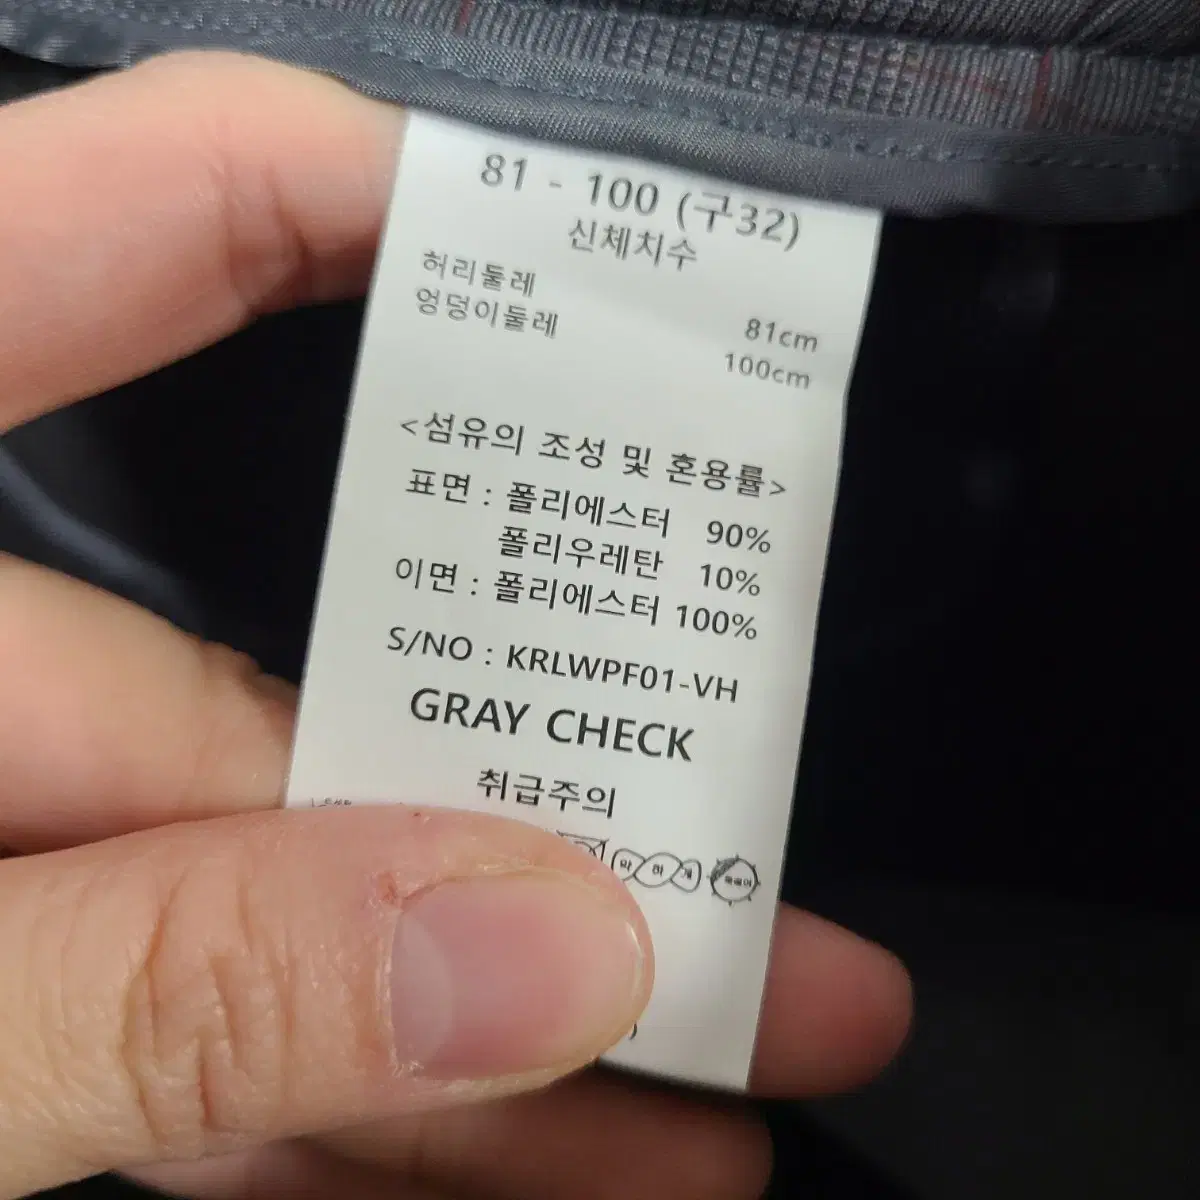 81 - 100 (구32)
신체치수
허리둘레 81cm
엉덩이둘레 100cm
<섬유의 조성 및 혼용률>
표면 : 폴리에스터 90%
폴리우레탄 10%
이면 : 폴리에스터 100%
S/NO : KRLWPF01-VH
GRAY CHECK
취급주의
약하게